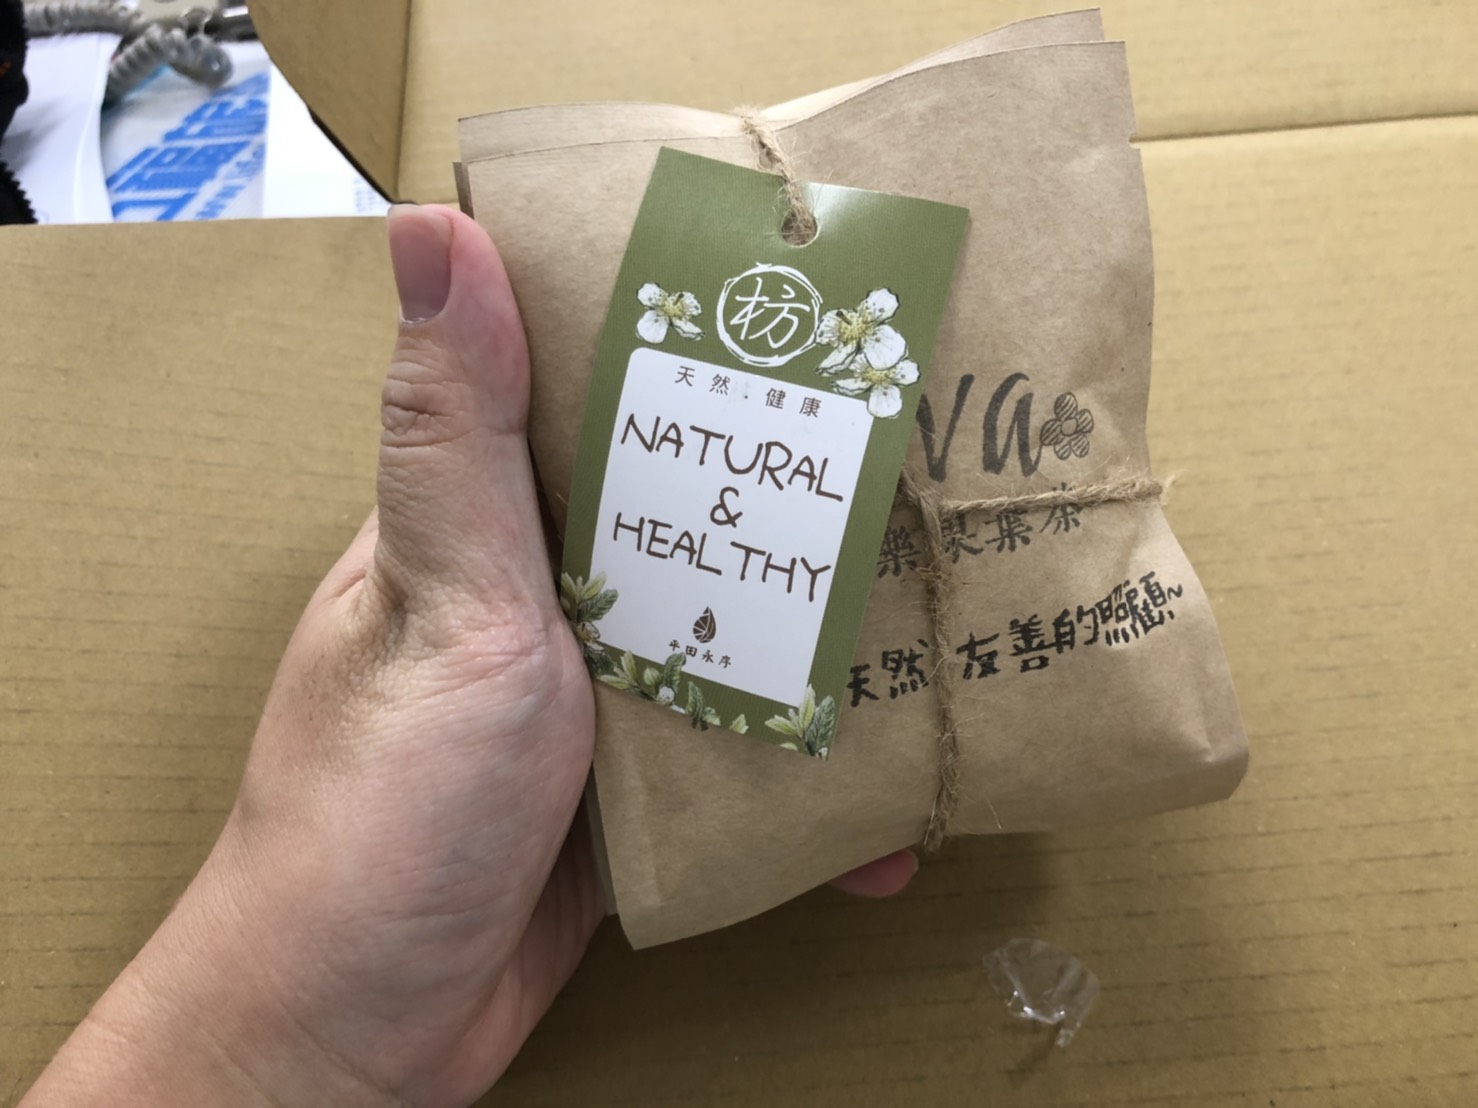 枋
天然.健康
NATURAL
&
HEALTHY
平田永序
va
樂果葉茶
天然 友善的照顧~